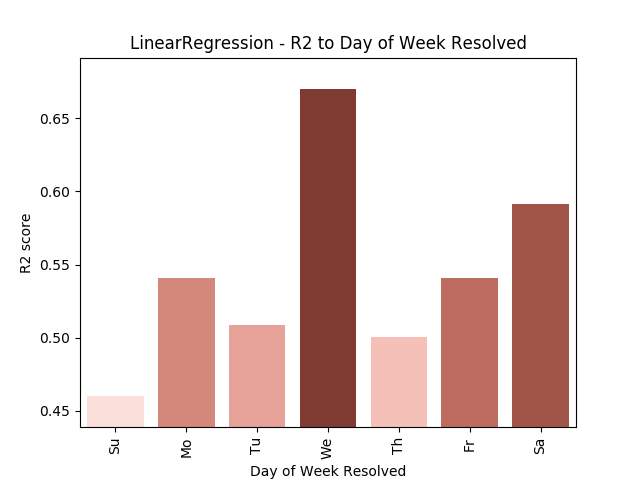 LinearRegression - R2 to Day of Week Resolved
R2 score
0.65
0.60
0.55
0.50
0.45
Su Mo Tu We Th Fr Sa
Day of Week Resolved